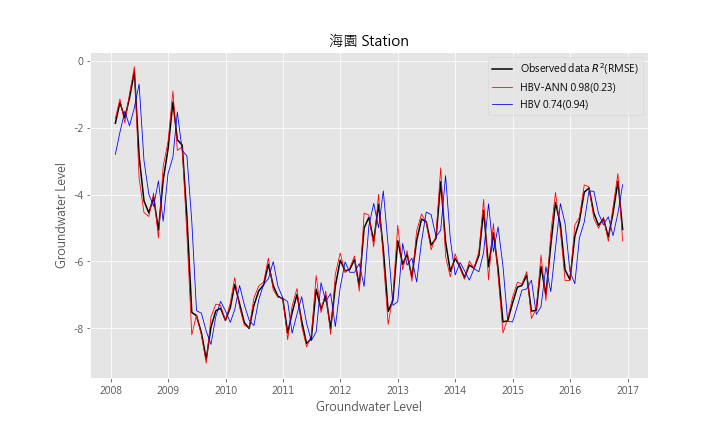 海園 Station
Observed data R²(RMSE)
HBV-ANN 0.98(0.23)
HBV 0.74(0.94)
Groundwater Level
0
-2
-4
-6
-8
2008 2009 2010 2011 2012 2013 2014 2015 2016 2017
Groundwater Level